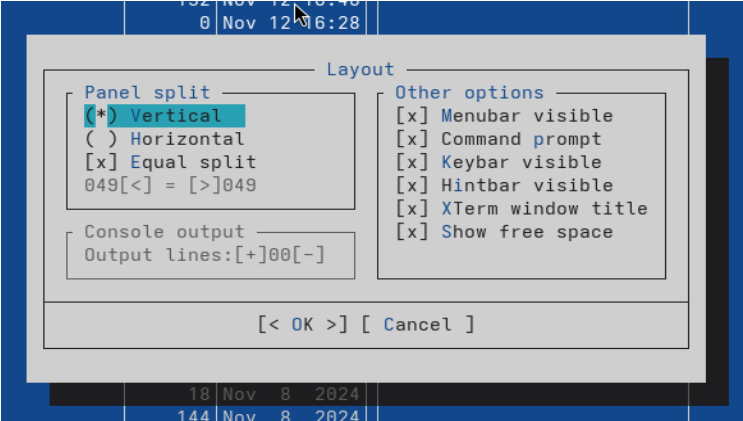 0 Nov 12 16:28
Layout
Panel split
(*) Vertical
( ) Horizontal
[x] Equal split
049[<] = [>]049
Console output
Output lines:[+]00[-]
Other options
[x] Menubar visible
[x] Command prompt
[x] Keybar visible
[x] Hintbar visible
[x] XTerm window title
[x] Show free space
[< OK >] [ Cancel ]
18 Nov 8 2024
144 Nov 8 2024